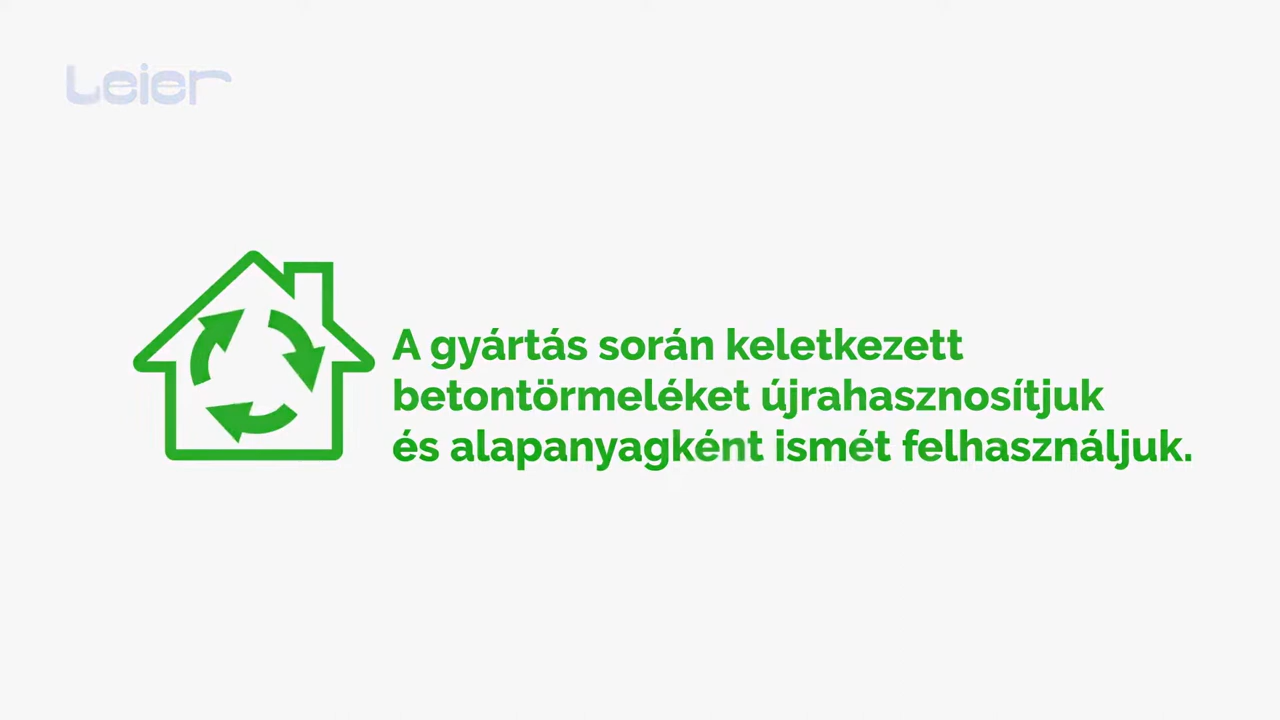 Leier
A gyártás során keletkezett
betontörmeléket újrahasznosítjuk
és alapanyagként ismét felhasználjuk.